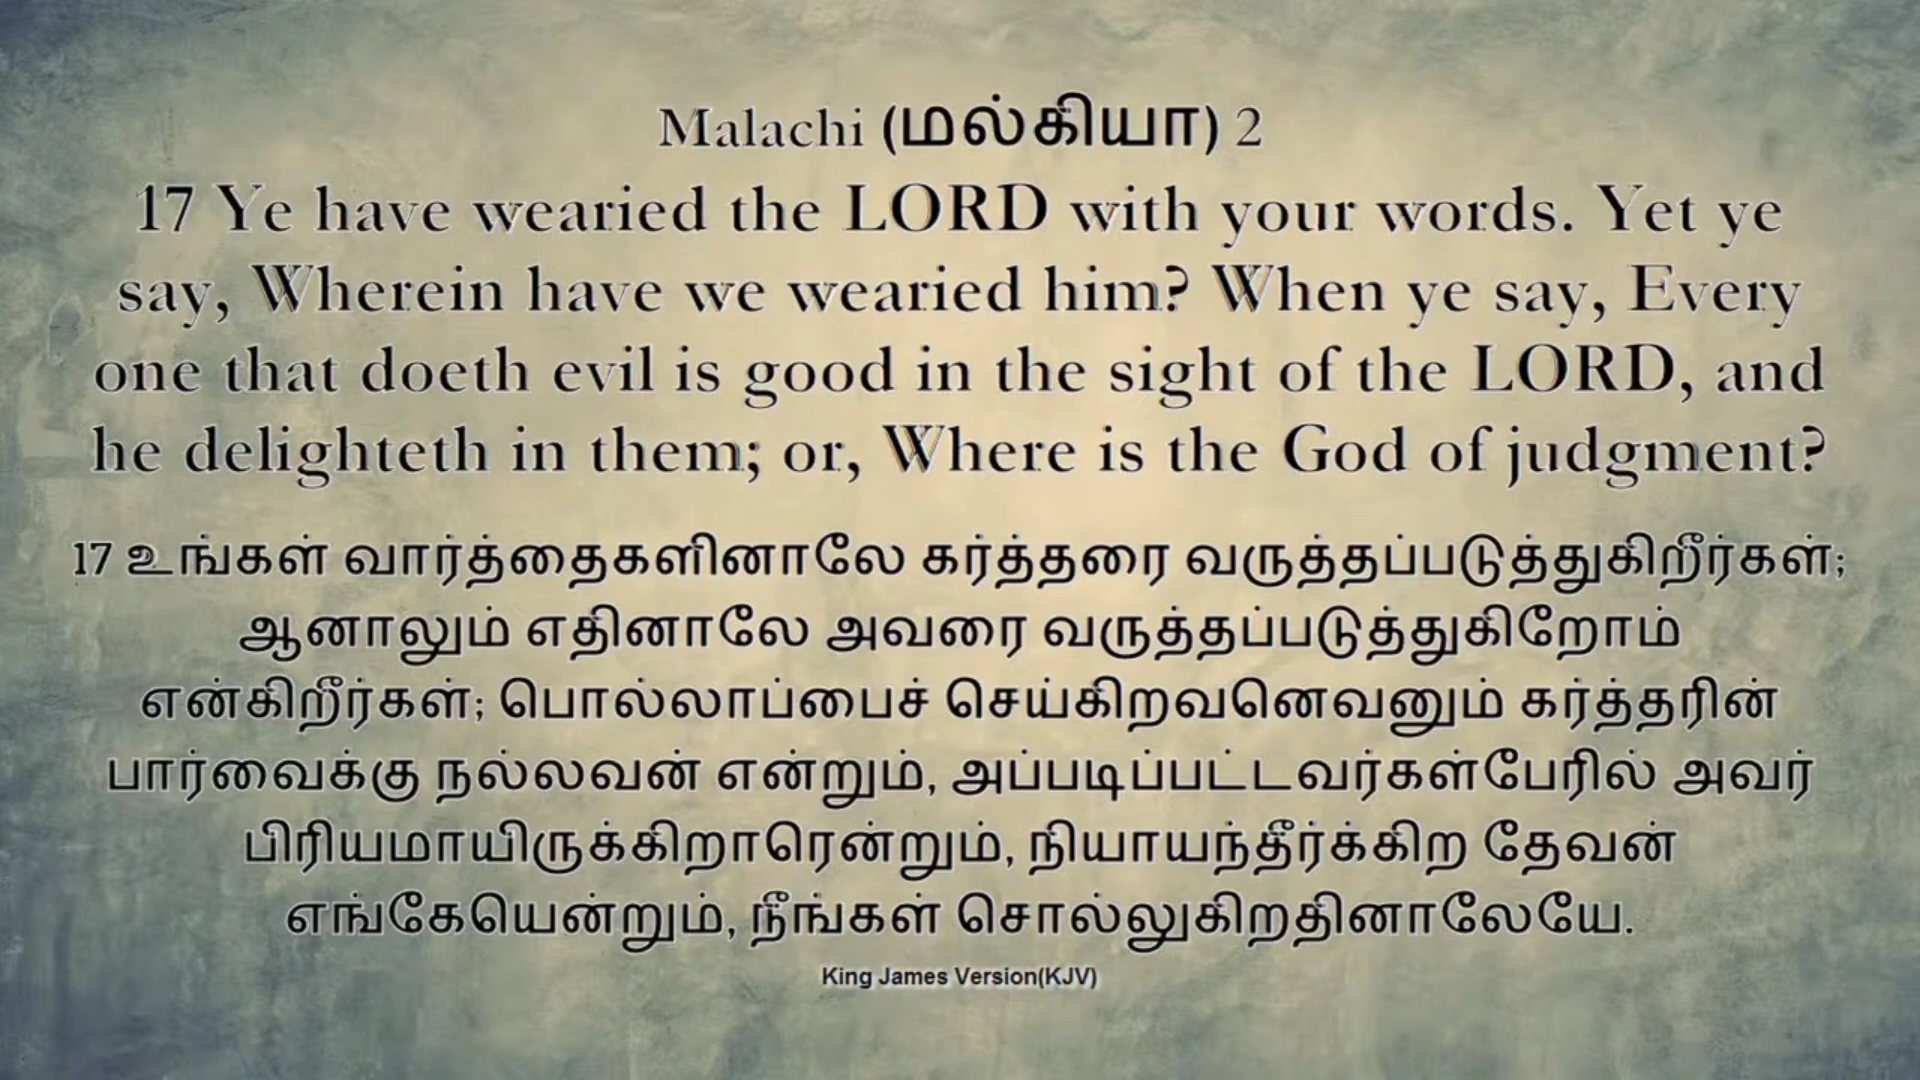 Malachi (மல்கியா) 2
17 Ye have wearied the LORD with your words. Yet ye
say, Wherein have we wearied him? When ye say, Every
one that doeth evil is good in the sight of the LORD, and
he delighteth in them; or, Where is the God of judgment?
17 உங்கள் வார்த்தைகளினாலே கர்த்தரை வருத்தப்படுத்துகிறீர்கள்;
ஆனாலும் எதினாலே அவரை வருத்தப்படுத்துகிறோம்
என்கிறீர்கள்; பொல்லாப்பைச் செய்கிறவனெவனும் கர்த்தரின்
பார்வைக்கு நல்லவன் என்றும், அப்படிப்பட்டவர்கள்பேரில் அவர்
பிரியமாயிருக்கிறாரென்றும், நியாயந்தீர்க்கிற தேவன்
எங்கேயென்றும், நீங்கள் சொல்லுகிறதினாலேயே.
King James Version(KJV)